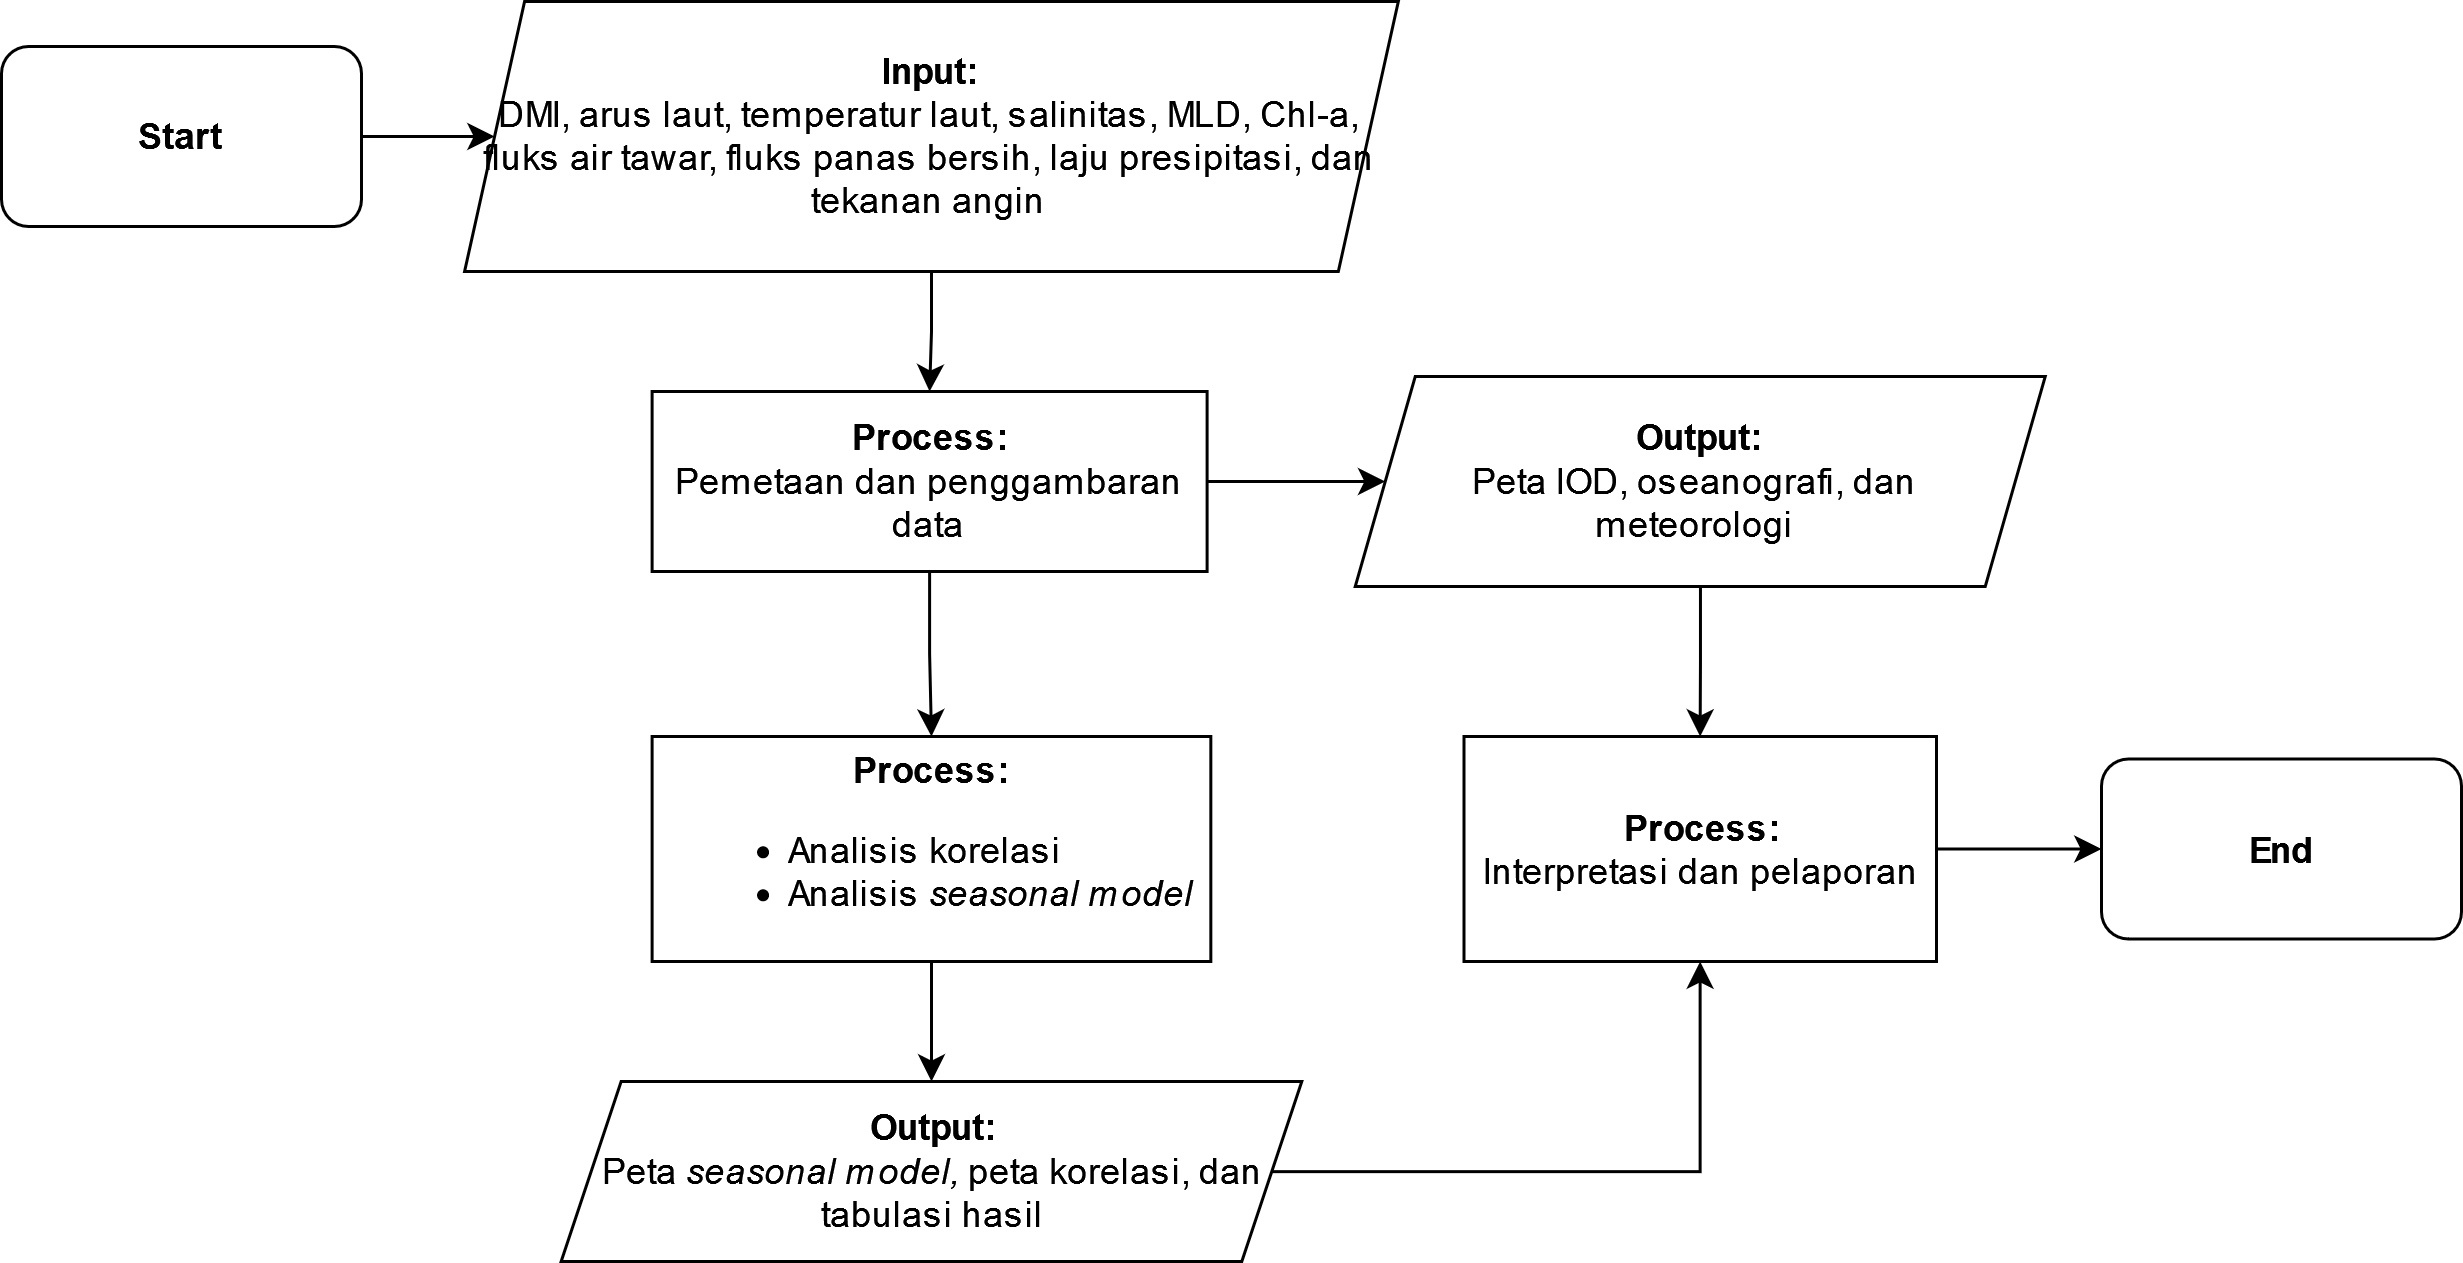 Start
Input:
DMI, arus laut, temperatur laut, salinitas, MLD, Chl-a,
fluks air tawar, fluks panas bersih, laju presipitasi, dan
tekanan angin
Process:
Pemetaan dan penggambaran
data
Output:
Peta IOD, oseanografi, dan
meteorologi
Process:
• Analisis korelasi
• Analisis seasonal model
Process:
Interpretasi dan pelaporan
End
Output:
Peta seasonal model, peta korelasi, dan
tabulasi hasil